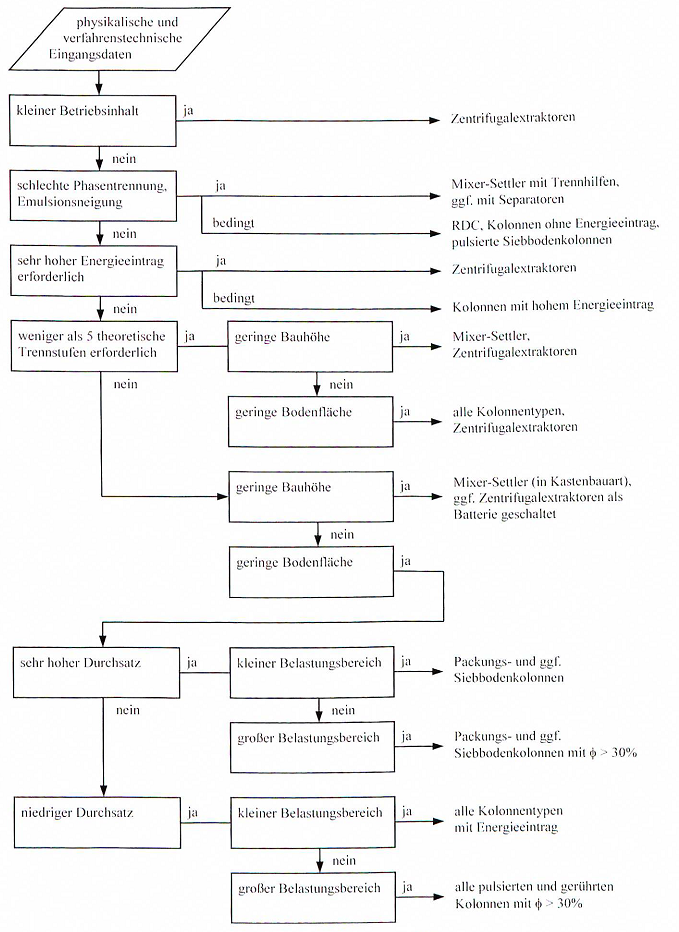 physikalische und
verfahrenstechnische
Eingangsdaten
kleiner Betriebsinhalt
ja
Zentrifugalextraktoren
nein
schlechte Phasentrennung,
Emulsionsneigung
ja
Mixer-Settler mit Trennhilfen,
ggf. mit Separatoren
bedingt
RDC, Kolonnen ohne Energieeintrag,
pulsierte Siebbodenkolonnen
nein
sehr hoher Energieeintrag
erforderlich
ja
Zentrifugalextraktoren
bedingt
Kolonnen mit hohem Energieeintrag
nein
weniger als 5 theoretische
Trennstufen erforderlich
ja
geringe Bauhöhe
ja
Mixer-Settler,
Zentrifugalextraktoren
nein
nein
geringe Bodenfläche
ja
alle Kolonnentypen,
Zentrifugalextraktoren
geringe Bauhöhe
ja
Mixer-Settler (in Kastenbauart),
ggf. Zentrifugalextraktoren als
Batterie geschaltet
nein
geringe Bodenfläche
ja
sehr hoher Durchsatz
ja
kleiner Belastungsbereich
ja
Packungs- und ggf.
Siebbodenkolonnen
nein
nein
großer Belastungsbereich
ja
Packungs- und ggf.
Siebbodenkolonnen mit ϕ > 30%
niedriger Durchsatz
ja
kleiner Belastungsbereich
ja
alle Kolonnentypen
mit Energieeintrag
nein
großer Belastungsbereich
ja
alle pulsierten und gerührten
Kolonnen mit ϕ > 30%